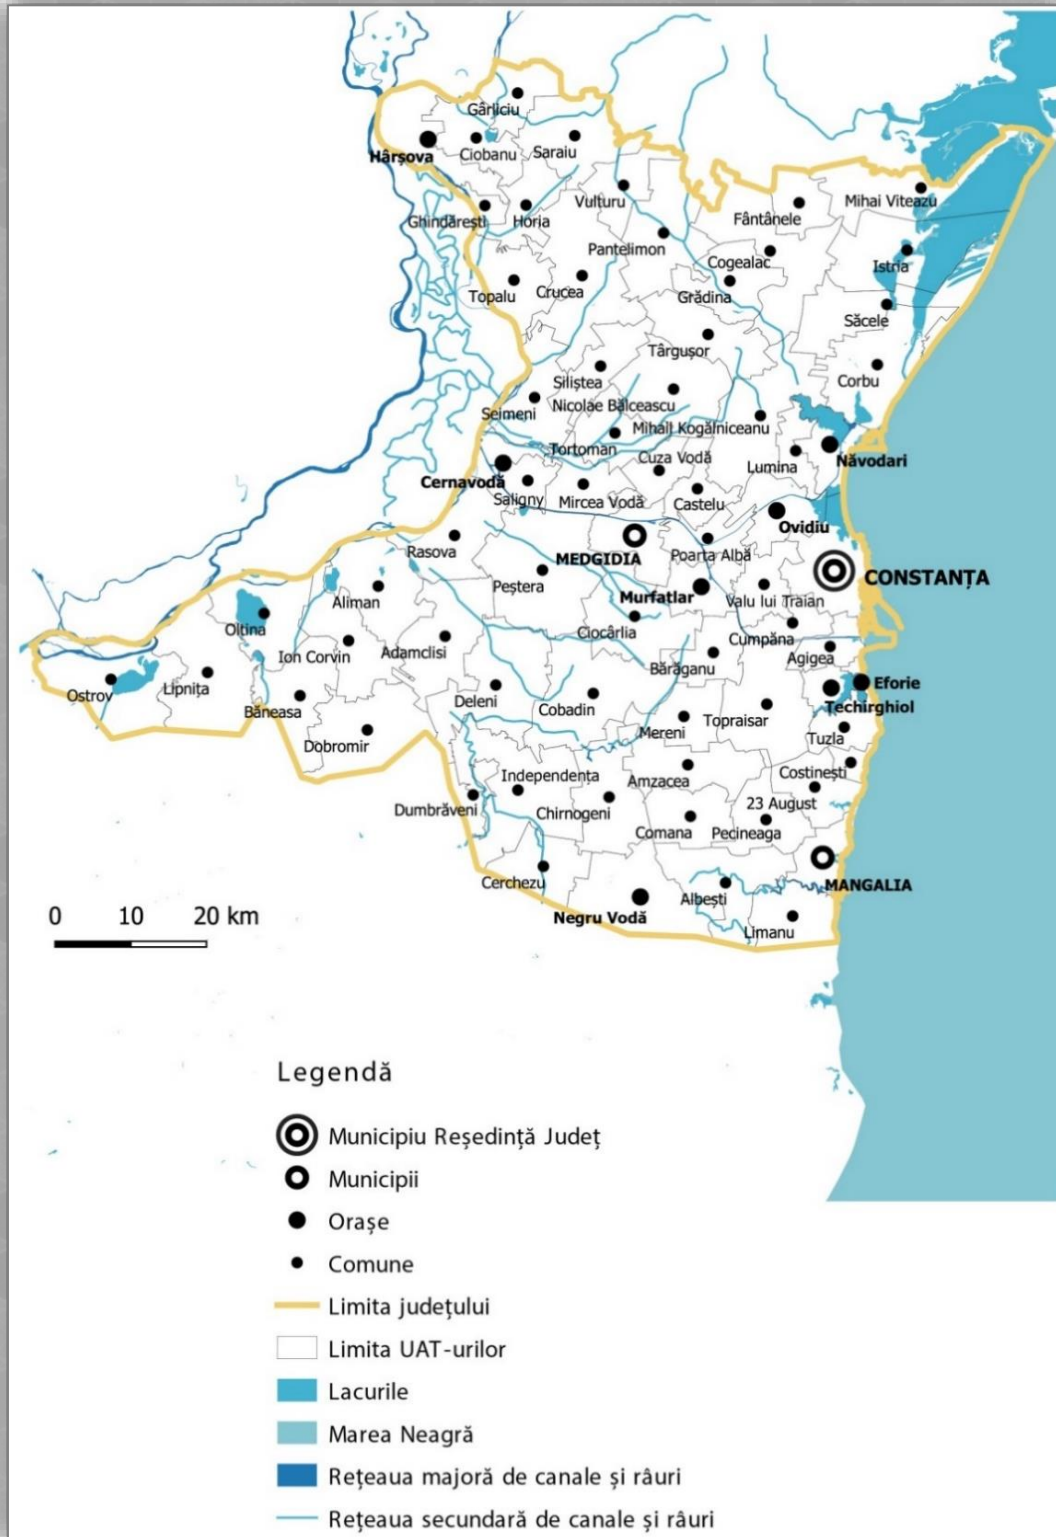 Gârliciu
Hârșova
Ciobanu
Saraiu
Vulturu
Mihai Viteazu
Fântânele
Ghindărești
Horia
Pantelimon
Cogealac
Istria
Topalu
Crucea
Grădina
Săcele
Târgușor
Siliștea
Corbu
Seimeni
Nicolae Bălcescu
Mihail Kogălniceanu
Tortoman
Cuza Vodă
Lumina
Năvodari
Cernavodă
Saligny
Mircea Vodă
Castelu
Ovidiu
Rasova
MEDGIDIA
Poarta Albă
CONSTANȚA
Peștera
Murfatlar
Valu lui Traian
Aliman
Oltina
Ciocârlia
Cumpăna
Ion Corvin
Adamclisi
Agigea
Bărăganu
Ostrov
Lipnița
Eforie
Băneasa
Deleni
Cobadin
Topraisar
Techirghiol
Dobromir
Mereni
Tuzla
Independența
Amzacea
Costinești
Dumbrăveni
Chirnogeni
23 August
Comana
Pecineaga
Cerchezu
MANGALIA
Albești
Negru Vodă
Limanu
0 10 20 km
Legendă
Municipiu Reședință Județ
Municipii
Orașe
Comune
Limita județului
Limita UAT-urilor
Lacurile
Marea Neagră
Rețeaua majoră de canale și râuri
Rețeaua secundară de canale și râuri